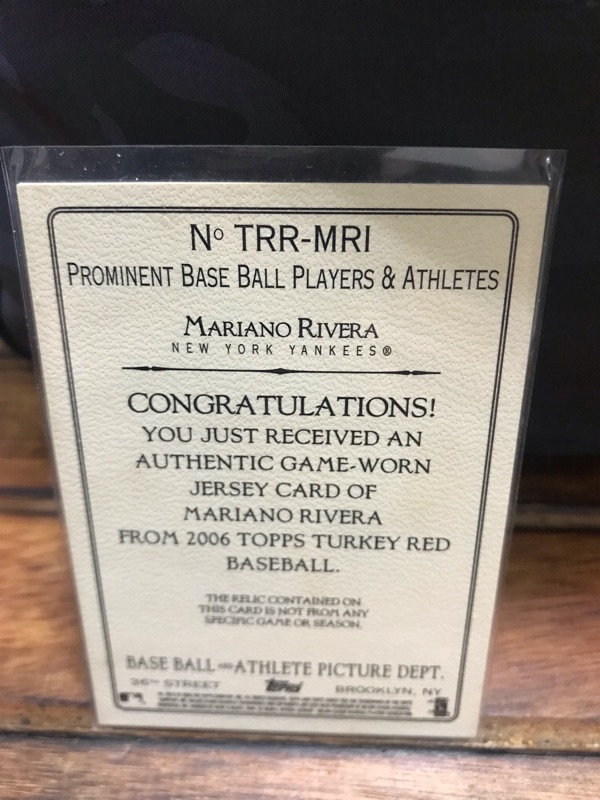 Nº TRR-MRI
PROMINENT BASE BALL PLAYERS & ATHLETES
MARIANO RIVERA
NEW YORK YANKEES®
CONGRATULATIONS!
YOU JUST RECEIVED AN
AUTHENTIC GAME-WORN
JERSEY CARD OF
MARIANO RIVERA
FROM 2006 TOPPS TURKEY RED
BASEBALL.
THE RELIC CONTAINED ON
THIS CARD IS NOT FROM ANY
SPECIFIC GAME OR SEASON.
BASE BALL AND ATHLETE PICTURE DEPT.
36TH STREET Topps BROOKLYN, NY